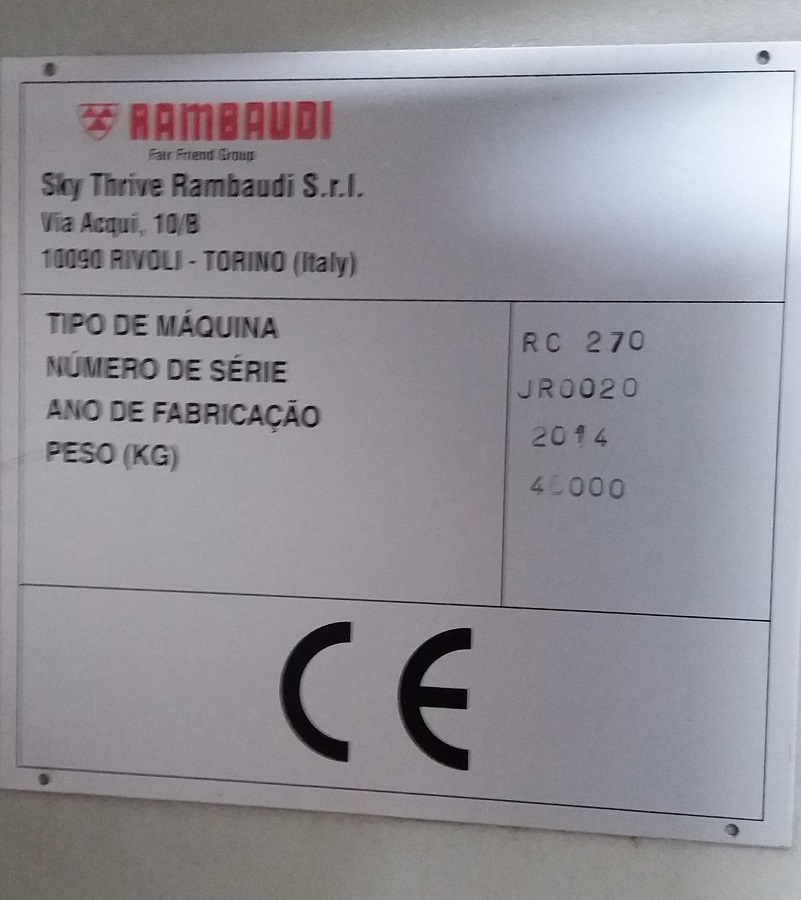 RAMBAUDI
Fair Friend Group
Sky Thrive Rambaudi S.r.l.
Via Acqui, 10/B
10090 RIVOLI - TORINO (Italy)
TIPO DE MÁQUINA RC 270
NÚMERO DE SÉRIE JR0020
ANO DE FABRICAÇÃO 2014
PESO (KG)
CE